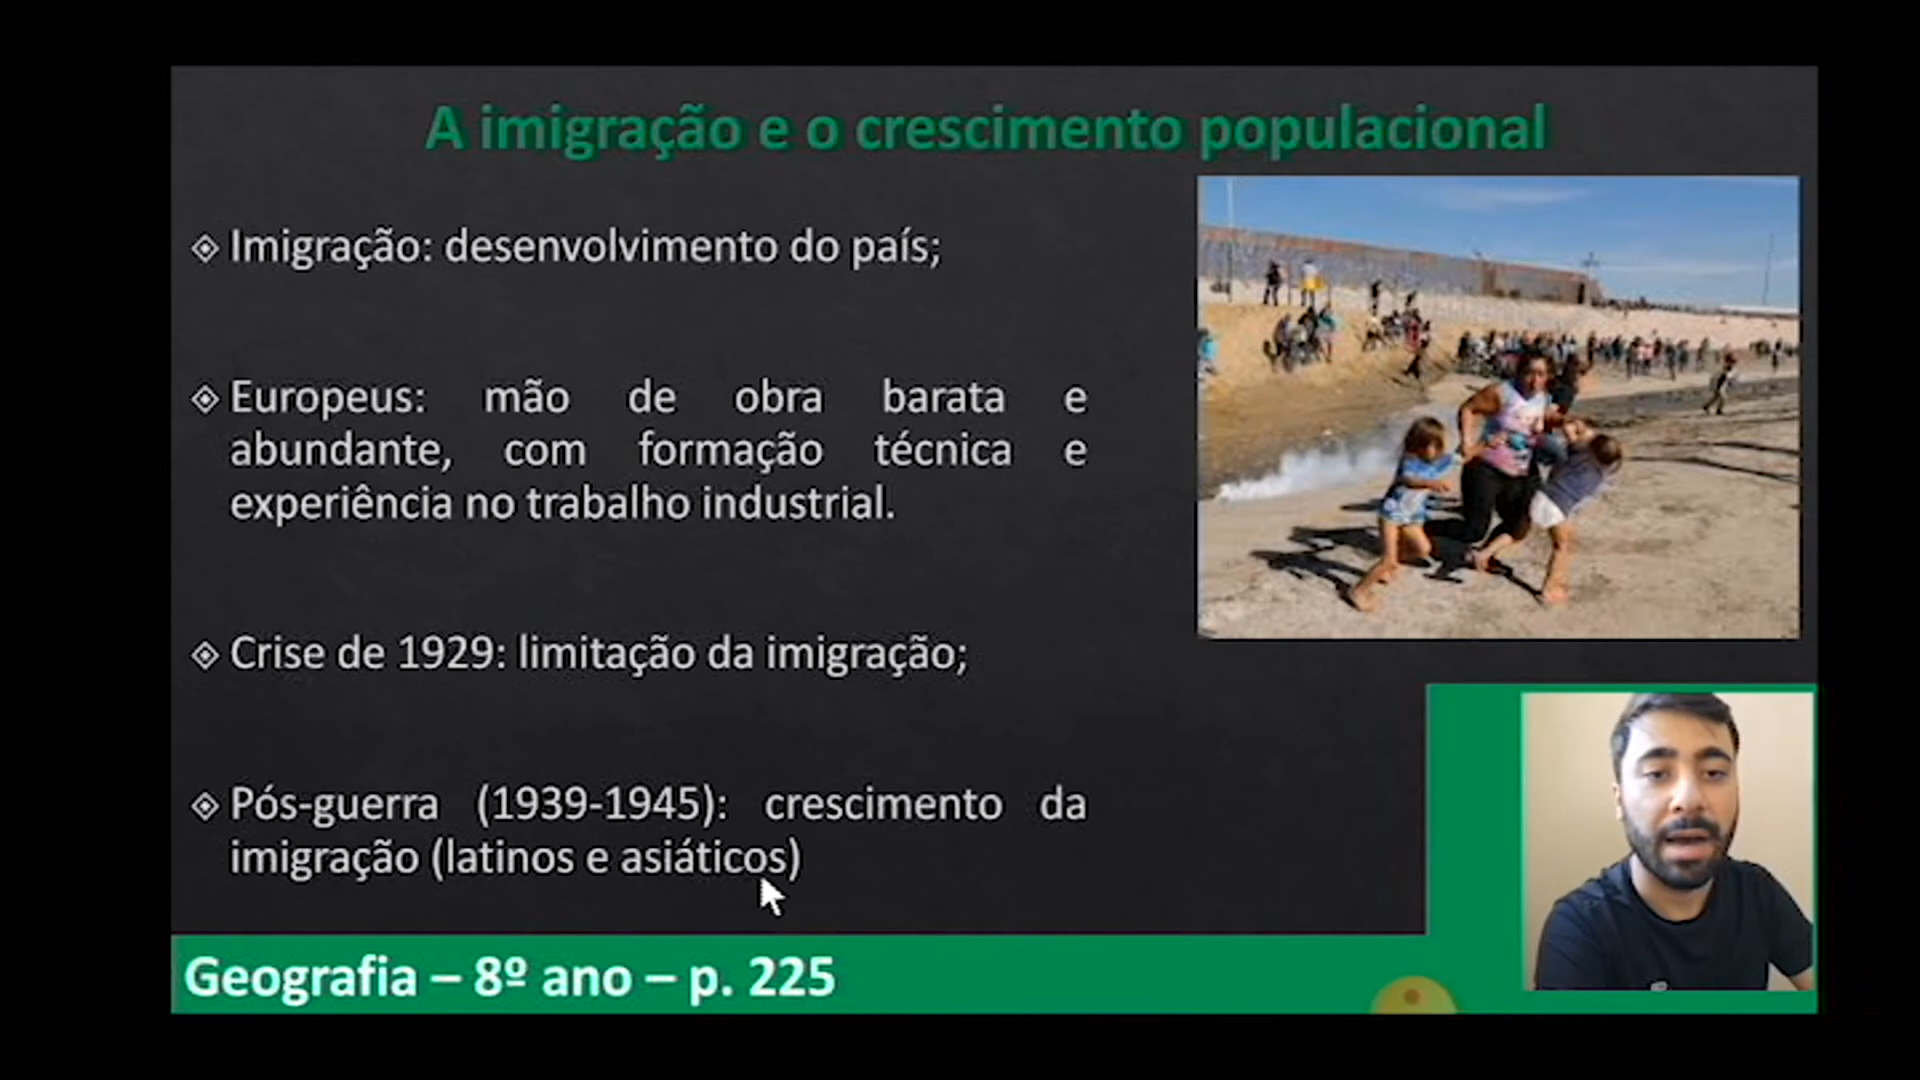 A imigração e o crescimento populacional
Imigração: desenvolvimento do país;
Europeus: mão de obra barata e
abundante, com formação técnica e
experiência no trabalho industrial.
Crise de 1929: limitação da imigração;
Pós-guerra (1939-1945): crescimento da
imigração (latinos e asiáticos)
Geografia – 8º ano – p. 225